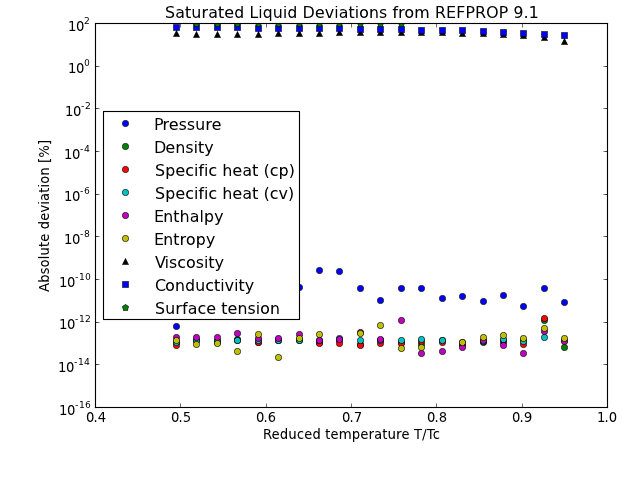 Saturated Liquid Deviations from REFPROP 9.1
Absolute deviation [%]
10^2
10^0
10^-2
10^-4
10^-6
10^-8
10^-10
10^-12
10^-14
10^-16
Pressure
Density
Specific heat (cp)
Specific heat (cv)
Enthalpy
Entropy
Viscosity
Conductivity
Surface tension
0.4 0.5 0.6 0.7 0.8 0.9 1.0
Reduced temperature T/Tc